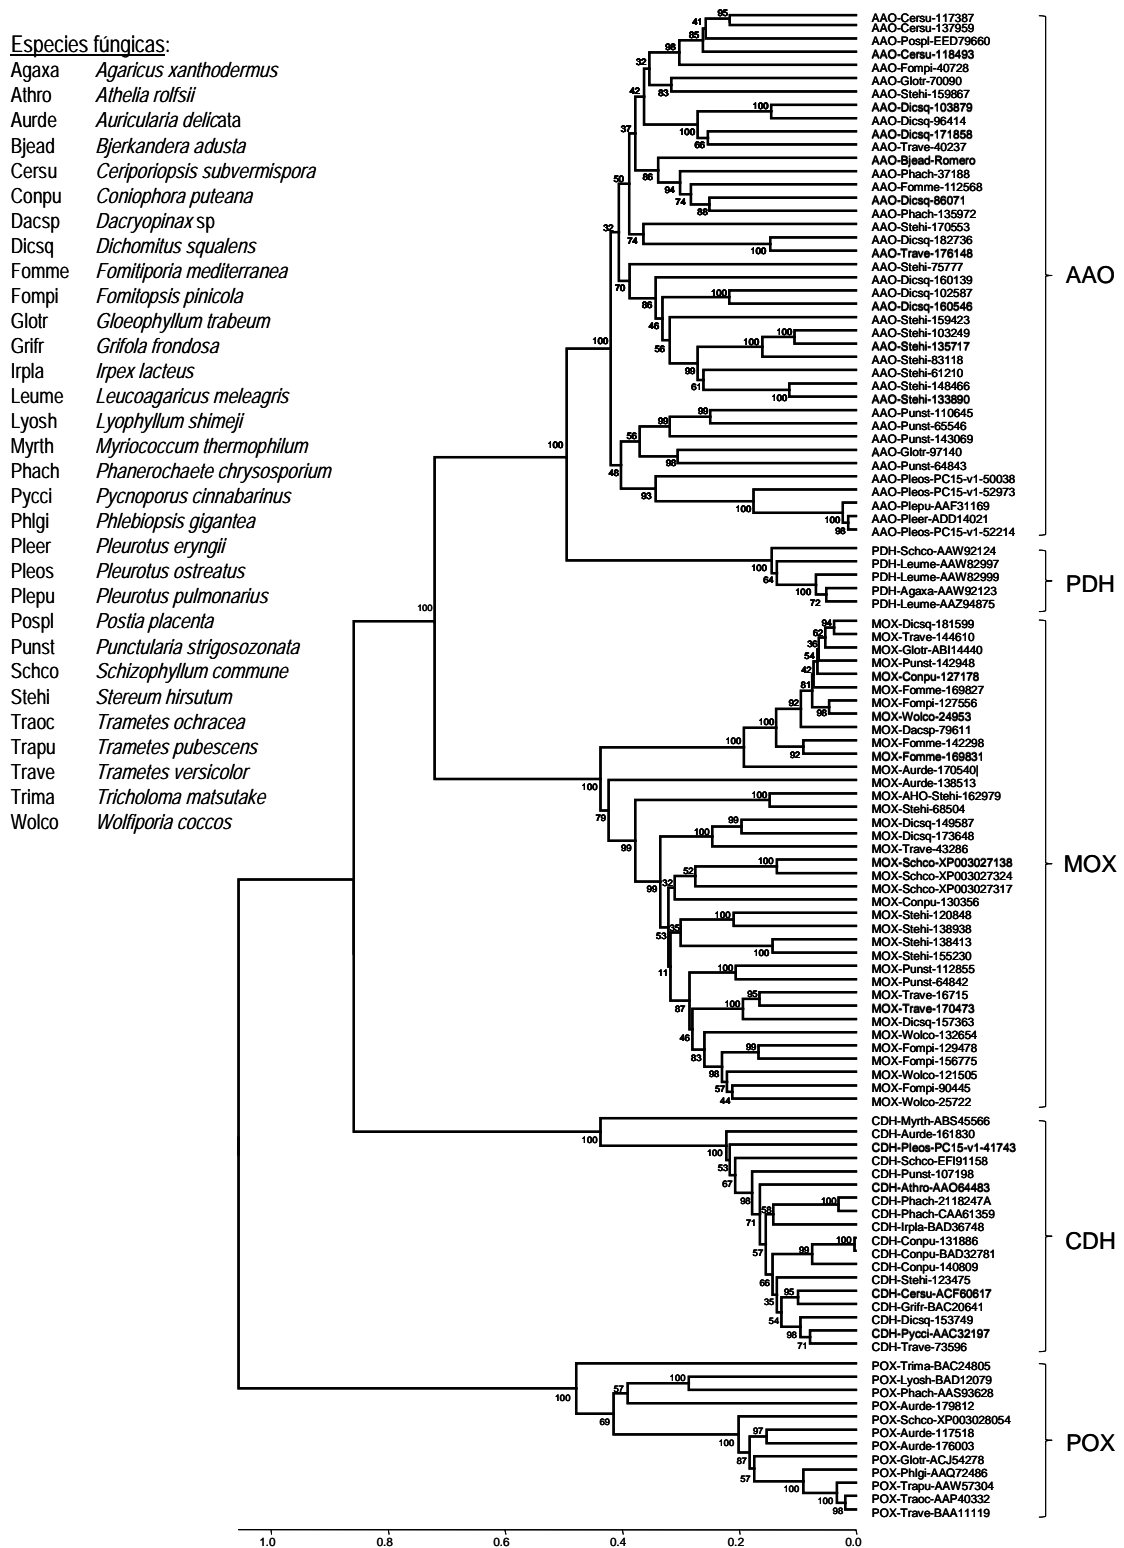 Especies fúngicas:
Agaxa Agaricus xanthodermus
Athro Athelia rolfsii
Aurde Auricularia delicata
Bjead Bjerkandera adusta
Cersu Ceriporiopsis subvermispora
Conpu Coniophora puteana
Dacsp Dacryopinax sp
Dicsq Dichomitus squalens
Fomme Fomitiporia mediterranea
Fompi Fomitopsis pinicola
Glotr Gloeophyllum trabeum
Grifr Grifola frondosa
Irpla Irpex lacteus
Leume Leucoagaricus meleagris
Lyosh Lyophyllum shimeji
Myrth Myriococcum thermophilum
Phach Phanerochaete chrysosporium
Pycci Pycnoporus cinnabarinus
Phlgi Phlebiopsis gigantea
Pleer Pleurotus eryngii
Pleos Pleurotus ostreatus
Plepu Pleurotus pulmonarius
Pospl Postia placenta
Punst Punctularia strigosozonata
Schco Schizophyllum commune
Stehi Stereum hirsutum
Traoc Trametes ochracea
Trapu Trametes pubescens
Trave Trametes versicolor
Trima Tricholoma matsutake
Wolco Wolfiporia coccos
AAO-Cersu-117387
AAO-Cersu-137959
AAO-Pospl-EED79660
AAO-Cersu-118493
AAO-Fompi-40728
AAO-Glotr-70090
AAO-Stehi-159867
AAO-Dicsq-103879
AAO-Dicsq-96414
AAO-Dicsq-171858
AAO-Trave-40237
AAO-Bjead-Romero
AAO-Phach-37188
AAO-Fomme-112568
AAO-Dicsq-86071
AAO-Phach-135972
AAO-Stehi-170553
AAO-Dicsq-182736
AAO-Trave-176148
AAO-Stehi-75777
AAO-Dicsq-160139
AAO-Dicsq-102587
AAO-Dicsq-160546
AAO-Stehi-159423
AAO-Stehi-103249
AAO-Stehi-135717
AAO-Stehi-83118
AAO-Stehi-61210
AAO-Stehi-148466
AAO-Stehi-133890
AAO-Punst-110645
AAO-Punst-65546
AAO-Punst-143069
AAO-Glotr-97140
AAO-Punst-64843
AAO-Pleos-PC15-v1-50038
AAO-Pleos-PC15-v1-52973
AAO-Plepu-AAF31169
AAO-Pleer-ADD14021
AAO-Pleos-PC15-v1-52214
AAO
PDH-Schco-AAW92124
PDH-Leume-AAW82997
PDH-Leume-AAW82999
PDH-Agaxa-AAW92123
PDH-Leume-AAZ94875
PDH
MOX-Dicsq-181599
MOX-Trave-144610
MOX-Glotr-ABI14440
MOX-Punst-142948
MOX-Conpu-127178
MOX-Fomme-169827
MOX-Fompi-127556
MOX-Wolco-24953
MOX-Dacsp-79611
MOX-Fomme-142298
MOX-Fomme-169831
MOX-Aurde-170540|
MOX-Aurde-138513
MOX-AHO-Stehi-162979
MOX-Stehi-68504
MOX-Dicsq-149587
MOX-Dicsq-173648
MOX-Trave-43286
MOX-Schco-XP003027138
MOX-Schco-XP003027324
MOX-Schco-XP003027317
MOX-Conpu-130356
MOX-Stehi-120848
MOX-Stehi-138938
MOX-Stehi-138413
MOX-Stehi-155230
MOX-Punst-112855
MOX-Punst-64842
MOX-Trave-16715
MOX-Trave-170473
MOX-Dicsq-157363
MOX-Wolco-132654
MOX-Fompi-129478
MOX-Fompi-156775
MOX-Wolco-121505
MOX-Fompi-90445
MOX-Wolco-25722
MOX
CDH-Myrth-ABS45566
CDH-Aurde-161830
CDH-Pleos-PC15-v1-41743
CDH-Schco-EFI91158
CDH-Punst-107198
CDH-Athro-AAO64483
CDH-Phach-2118247A
CDH-Phach-CAA61359
CDH-Irpla-BAD36748
CDH-Conpu-131886
CDH-Conpu-BAD32781
CDH-Conpu-140809
CDH-Stehi-123475
CDH-Cersu-ACF60617
CDH-Grifr-BAC20641
CDH-Dicsq-153749
CDH-Pycci-AAC32197
CDH-Trave-73596
CDH
POX-Trima-BAC24805
POX-Lyosh-BAD12079
POX-Phach-AAS93628
POX-Aurde-179812
POX-Schco-XP003028054
POX-Aurde-117518
POX-Aurde-176003
POX-Glotr-ACJ54278
POX-Phlgi-AAQ72486
POX-Trapu-AAW57304
POX-Traoc-AAP40332
POX-Trave-BAA11119
POX
1.0 0.8 0.6 0.4 0.2 0.0